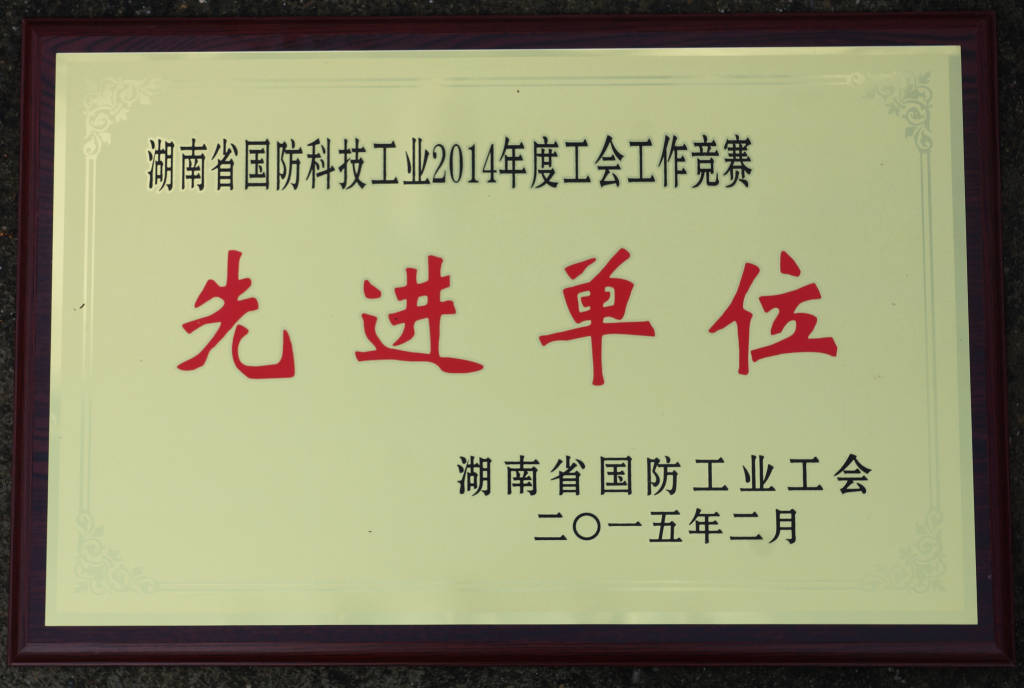 湖南省国防科技工业2014年度工会工作竞赛
先进单位
湖南省国防工业工会
二〇一五年二月